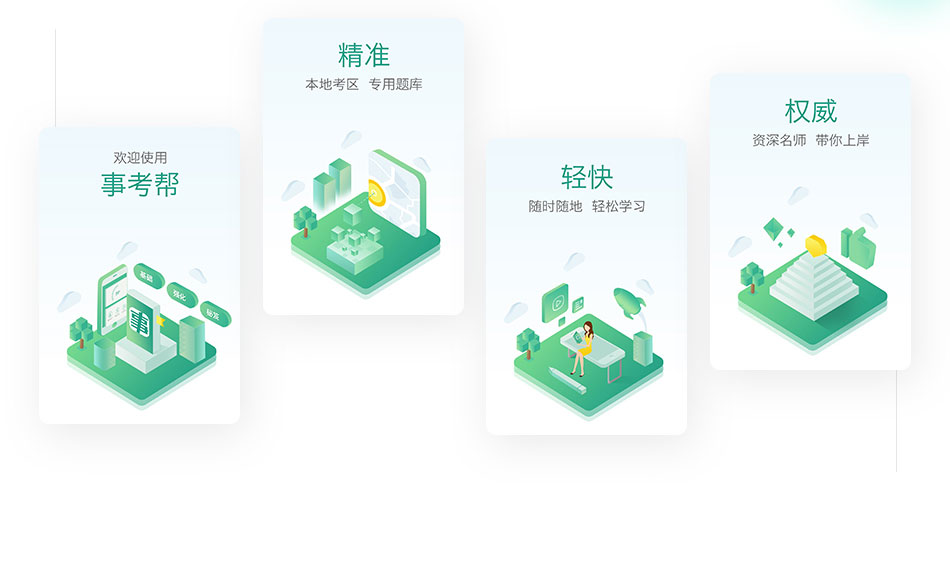 欢迎使用
事考帮
基础
强化
秘笈
事
精准
本地考区 专用题库
轻快
随时随地 轻松学习
权威
资深名师 带你上岸